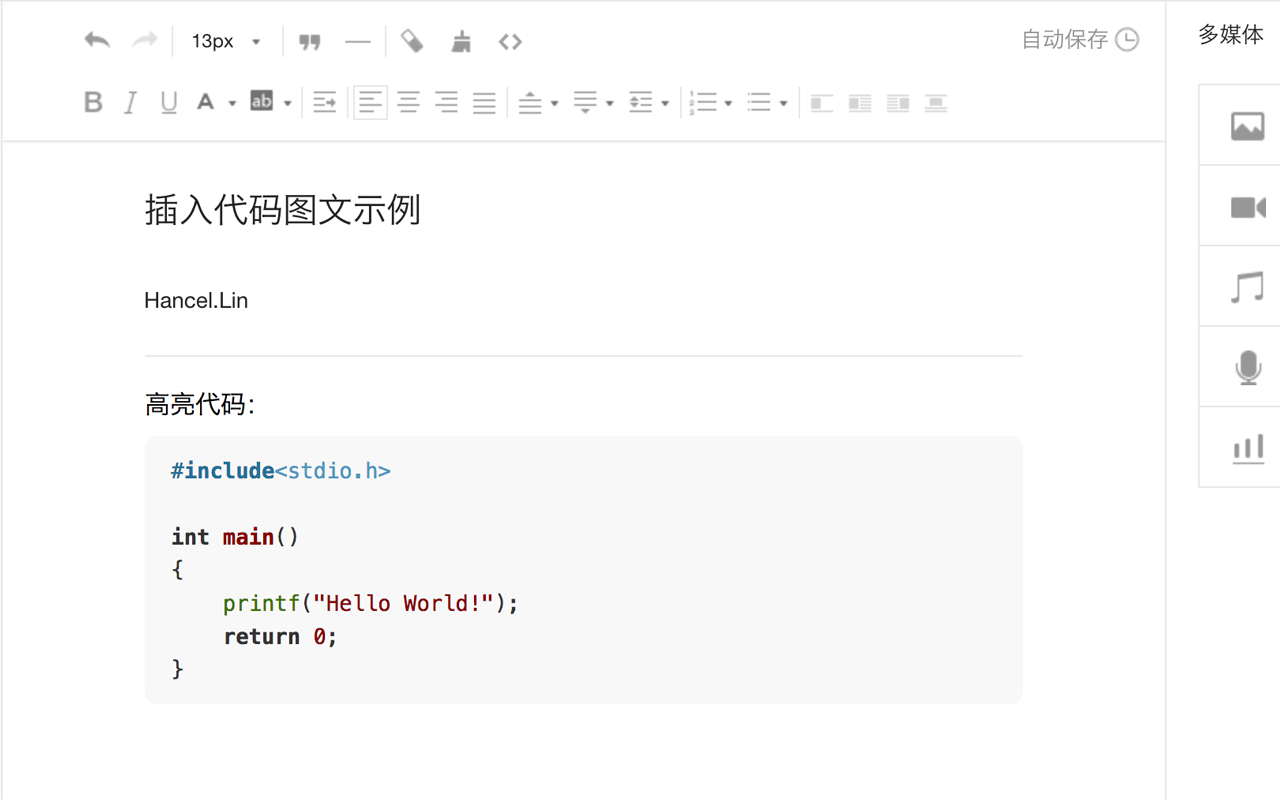 13px
自动保存
多媒体
B I U A ab
插入代码图文示例
Hancel.Lin
高亮代码：
#include<stdio.h>
int main()
{
    printf("Hello World!");
    return 0;
}